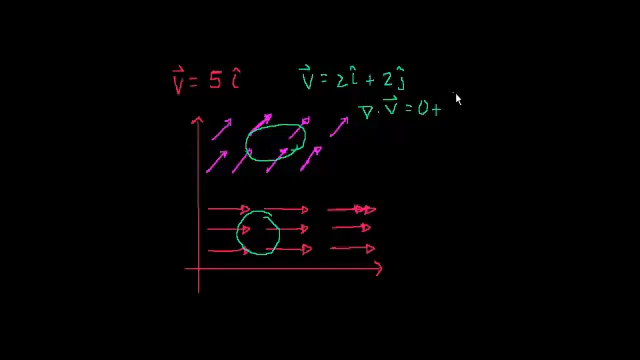 V⃗ = 5 î V⃗ = 2î + 2ĵ
∇ · V⃗ = 0 +